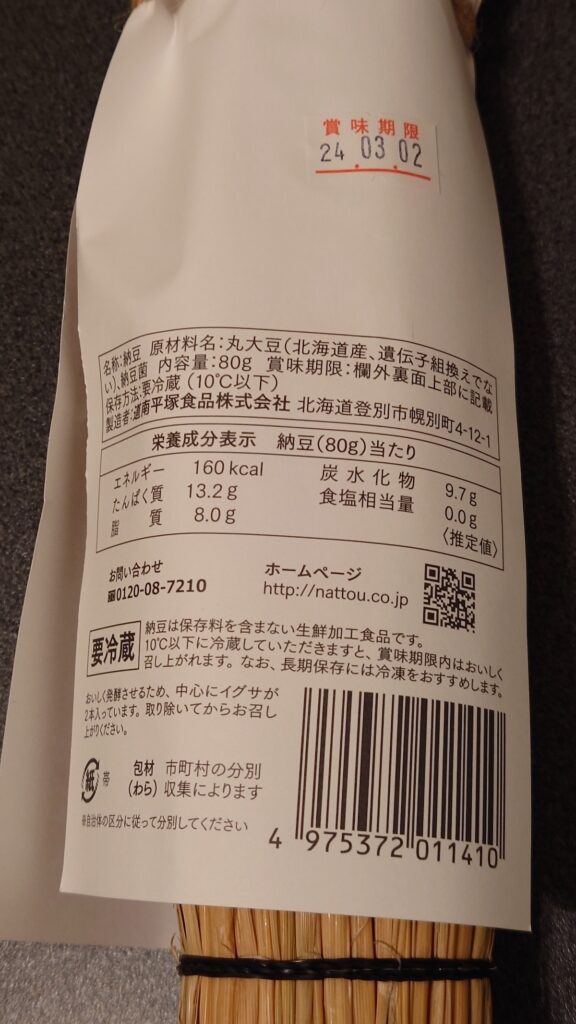 賞味期限
24.03.02
名称:納豆 原材料名:丸大豆(北海道産、遺伝子組換えでな
い)、納豆菌 内容量:80g 賞味期限:欄外裏面上部に記載
保存方法:要冷蔵(10℃以下)
製造者:道南平塚食品株式会社 北海道登別市幌別町4-12-1
栄養成分表示 納豆(80g)当たり
エネルギー 160kcal 炭水化物 9.7g
たんぱく質 13.2g 食塩相当量 0.0g
脂質 8.0g 〈推定値〉
お問い合わせ
0120-08-7210
ホームページ
http://nattou.co.jp
要冷蔵
納豆は保存料を含まない生鮮加工食品です。
10℃以下に冷蔵していただきますと、賞味期限内はおいしく
召し上がれます。なお、長期保存には冷凍をおすすめします。
おいしく発酵させるため、中心にイグサが
2本入っています。取り除いてからお召し
上がりください。
紙 帯
包材 市町村の分別
(わら) 収集によります
※自治体の区分に従って分別してください
4 975372 011410